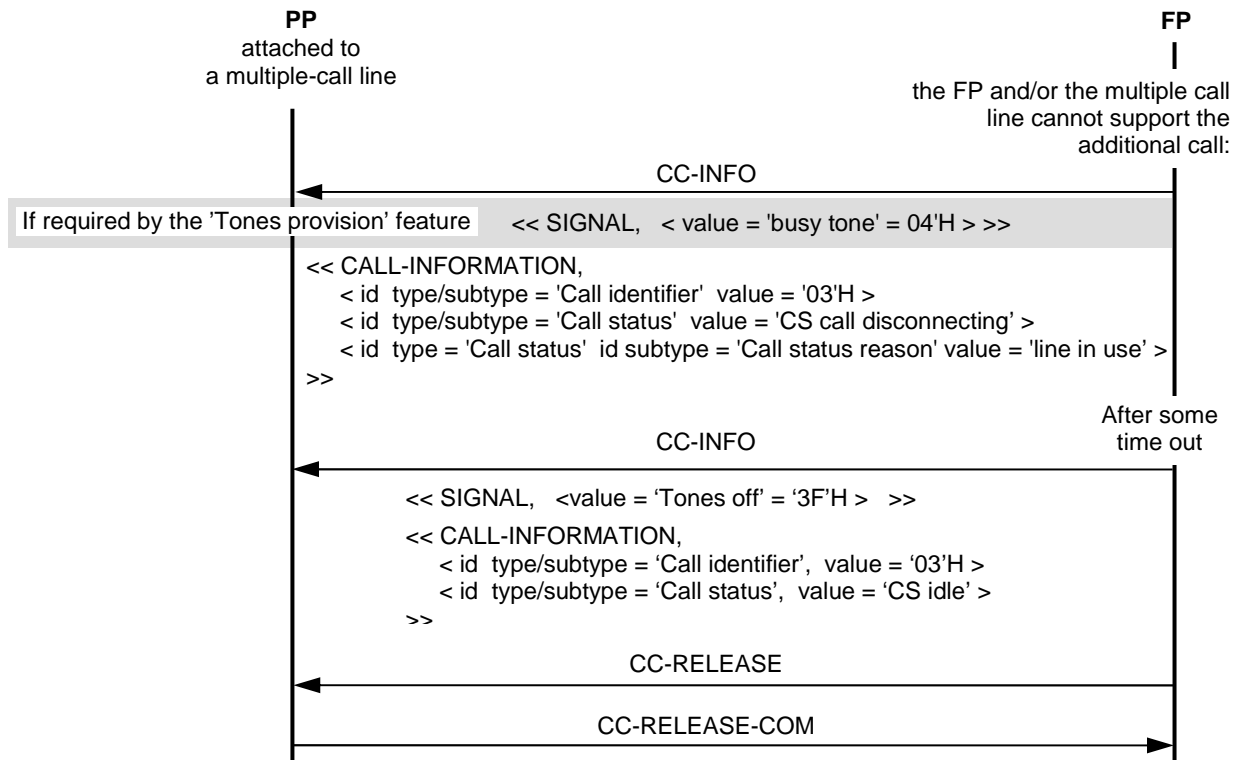 PP
attached to
a multiple-call line
FP
the FP and/or the multiple call
line cannot support the
additional call:
CC-INFO
If required by the 'Tones provision' feature << SIGNAL, < value = 'busy tone' = 04'H > >>
<< CALL-INFORMATION,
< id type/subtype = 'Call identifier' value = '03'H >
< id type/subtype = 'Call status' value = 'CS call disconnecting’ >
< id type = 'Call status' id subtype = 'Call status reason' value = 'line in use’ >
>>
After some
time out
CC-INFO
<< SIGNAL, <value = ‘Tones off’ = ‘3F’H > >>
<< CALL-INFORMATION,
< id type/subtype = ‘Call identifier’, value = ‘03’H >
< id type/subtype = ‘Call status’, value = ‘CS idle’ >
>>
CC-RELEASE
CC-RELEASE-COM